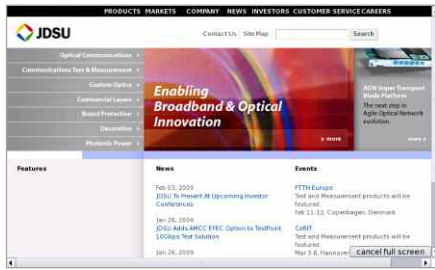 PRODUCTS MARKETS COMPANY NEWS INVESTORS CUSTOMER SERVICE CAREERS
JDSU
Contact Us Site Map Search
Optical Communications
Communications Test & Measurement
Custom Optics
Commercial Lasers
Brand Protection
Decorative
Photonic Power
Enabling
Broadband & Optical
Innovation
» more
AON Super Transport
Blade Platform
The next step in
Agile Optical Network
evolution.
more »
Features
News
Feb 03, 2009
JDSU To Present At Upcoming Investor
Conferences
Jan 28, 2009
JDSU Adds AMCC EFEC Option to TestPoint
10Gbps Test Solution
Jan 26, 2009
Events
FTTH Europe
Test and Measurement products will be
featured.
Feb 11-12, Copenhagen, Denmark
CeBIT
Test and Measurement products will be
featured.
Mar 3-8, Hannover
cancel full screen